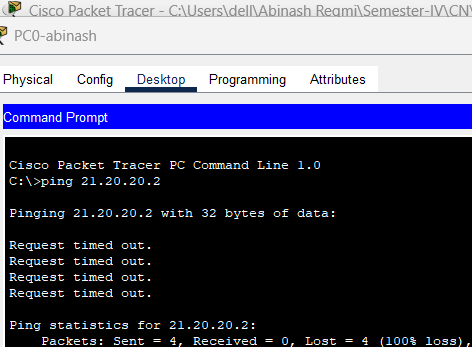 Cisco Packet Tracer - C:\Users\dell\Abinash Regmi\Semester-IV\CN\
PC0-abinash
Physical Config Desktop Programming Attributes
Command Prompt
Cisco Packet Tracer PC Command Line 1.0
C:\>ping 21.20.20.2
Pinging 21.20.20.2 with 32 bytes of data:
Request timed out.
Request timed out.
Request timed out.
Request timed out.
Ping statistics for 21.20.20.2:
Packets: Sent = 4, Received = 0, Lost = 4 (100% loss),